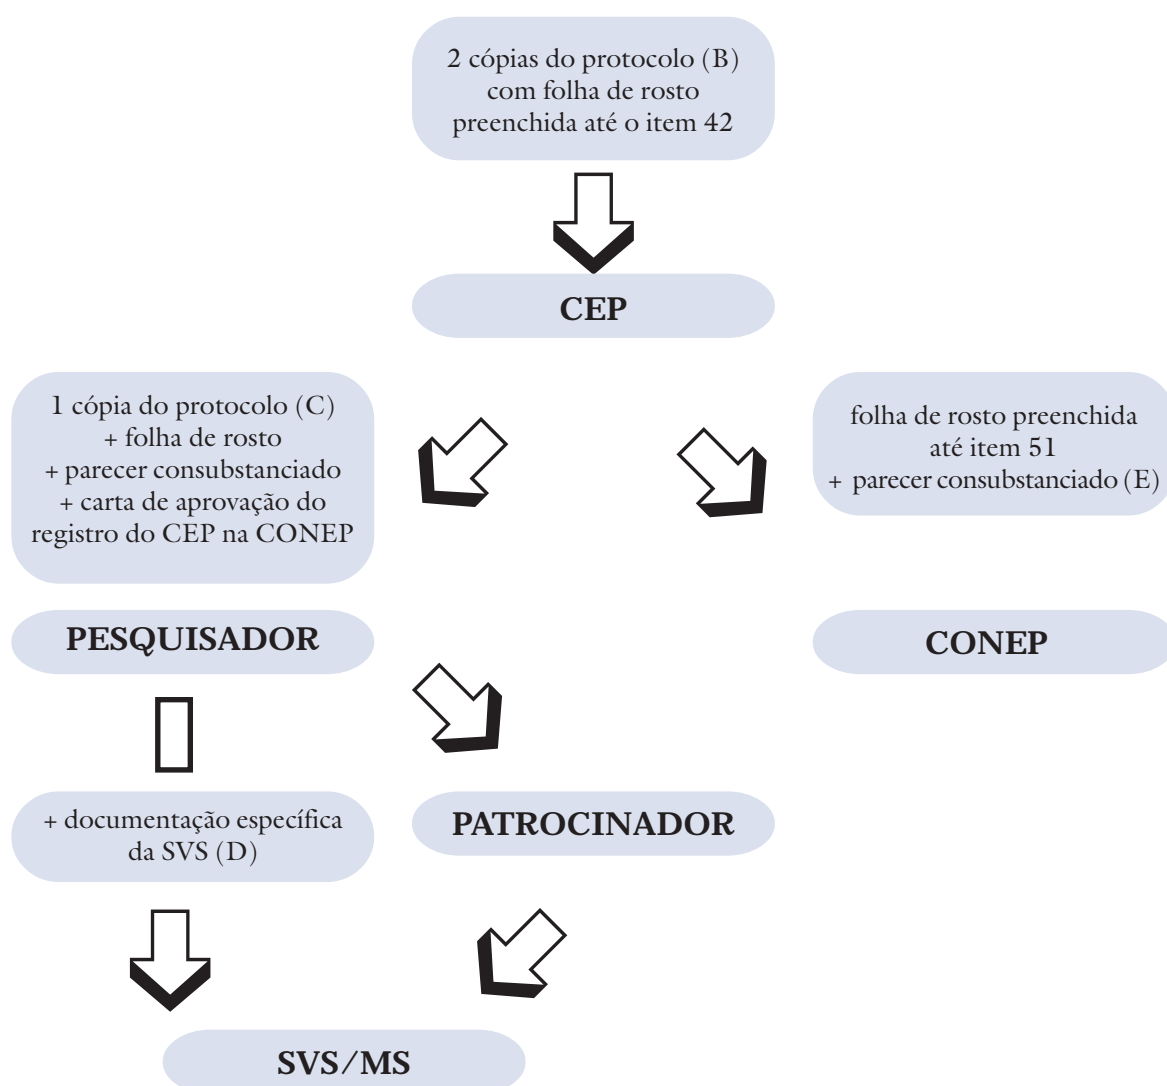 2 cópias do protocolo (B)
com folha de rosto
preenchida até o item 42
CEP
1 cópia do protocolo (C)
+ folha de rosto
+ parecer consubstanciado
+ carta de aprovação do
registro do CEP na CONEP
folha de rosto preenchida
até item 51
+ parecer consubstanciado (E)
PESQUISADOR
CONEP
+ documentação específica
da SVS (D)
PATROCINADOR
SVS/MS